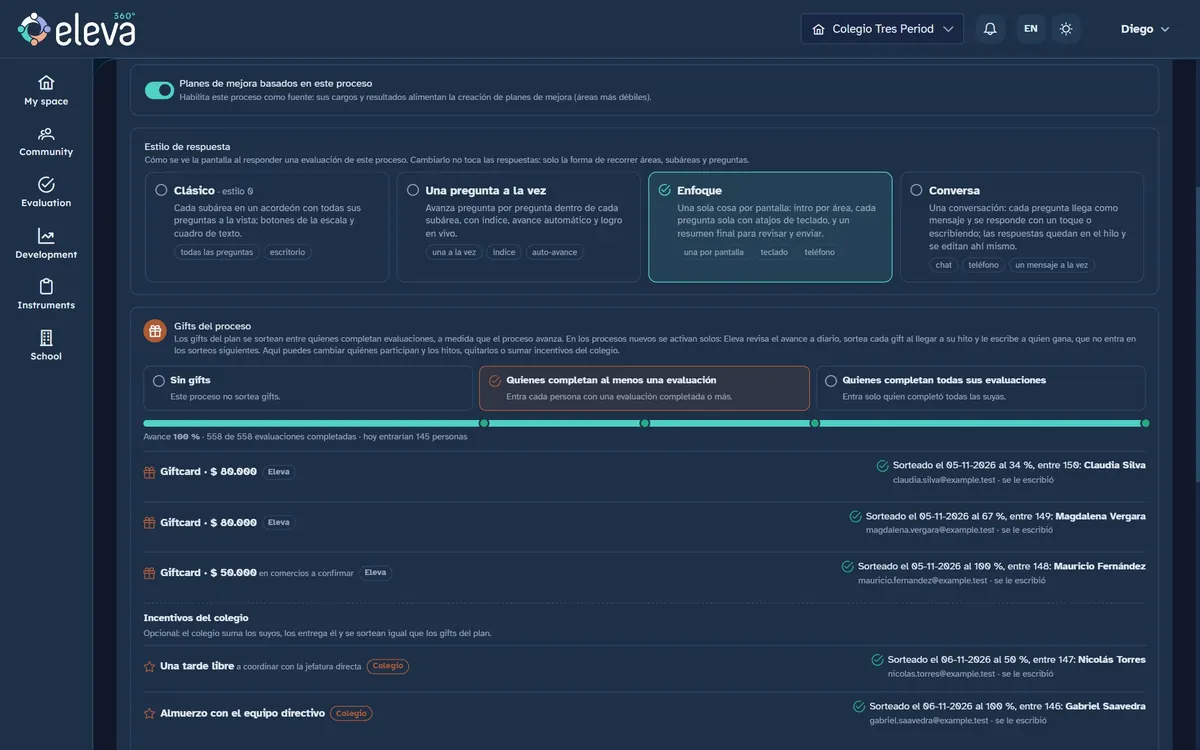 eleva 360°
Colegio Tres Period
EN
Diego
My space
Community
Evaluation
Development
Instruments
School
Planes de mejora basados en este proceso
Habilita este proceso como fuente: sus cargos y resultados alimentan la creación de planes de mejora (áreas más débiles).
Estilo de respuesta
Cómo se ve la pantalla al responder una evaluación de este proceso. Cambiarlo no toca las respuestas: solo la forma de recorrer áreas, subáreas y preguntas.
Clásico · estilo 0
Cada subárea en un acordeón con todas sus
preguntas a la vista; botones de la escala y
cuadro de texto.
todas las preguntas
escritorio
Una pregunta a la vez
Avanza pregunta por pregunta dentro de cada
subárea, con índice, avance automático y logro
en vivo.
una a la vez
índice
auto-avance
Enfoque
Una sola cosa por pantalla: intro por área, cada
pregunta sola con atajos de teclado, y un
resumen final para revisar y enviar.
una por pantalla
teclado
teléfono
Conversa
Una conversación: cada pregunta llega como
mensaje y se responde con un toque o
escribiendo; las respuestas quedan en el hilo y
se editan ahí mismo.
chat
teléfono
un mensaje a la vez
Gifts del proceso
Los gifts del plan se sortean entre quienes completan evaluaciones, a medida que el proceso avanza. En los procesos nuevos se activan solos: Eleva revisa el avance a diario, sortea cada gift al llegar a su hito y le escribe a quien gana, que no entra en
los sorteos siguientes. Aquí puedes cambiar quiénes participan y los hitos, quitarlos o sumar incentivos del colegio.
Sin gifts
Este proceso no sortea gifts.
Quienes completan al menos una evaluación
Entra cada persona con una evaluación completada o más.
Quienes completan todas sus evaluaciones
Entra solo quien completó todas las suyas.
Avance 100 % · 558 de 558 evaluaciones completadas · hoy entrarían 145 personas
Giftcard · $ 80.000 Eleva
Sorteado el 05-11-2026 al 34 %, entre 150: Claudia Silva
claudia.silva@example.test · se le escribió
Giftcard · $ 80.000 Eleva
Sorteado el 05-11-2026 al 67 %, entre 149: Magdalena Vergara
magdalena.vergara@example.test · se le escribió
Giftcard · $ 50.000 en comercios a confirmar Eleva
Sorteado el 05-11-2026 al 100 %, entre 148: Mauricio Fernández
mauricio.fernandez@example.test · se le escribió
Incentivos del colegio
Opcional: el colegio suma los suyos, los entrega él y se sortean igual que los gifts del plan.
Una tarde libre a coordinar con la jefatura directa Colegio
Sorteado el 06-11-2026 al 50 %, entre 147: Nicolás Torres
nicolas.torres@example.test · se le escribió
Almuerzo con el equipo directivo Colegio
Sorteado el 06-11-2026 al 100 %, entre 146: Gabriel Saavedra
gabriel.saavedra@example.test · se le escribió